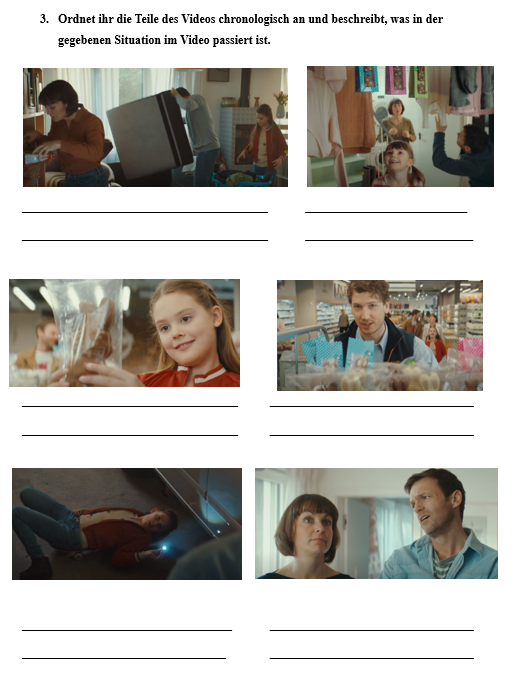 3. Ordnet ihr die Teile des Videos chronologisch an und beschreibt, was in der
gegebenen Situation im Video passiert ist.